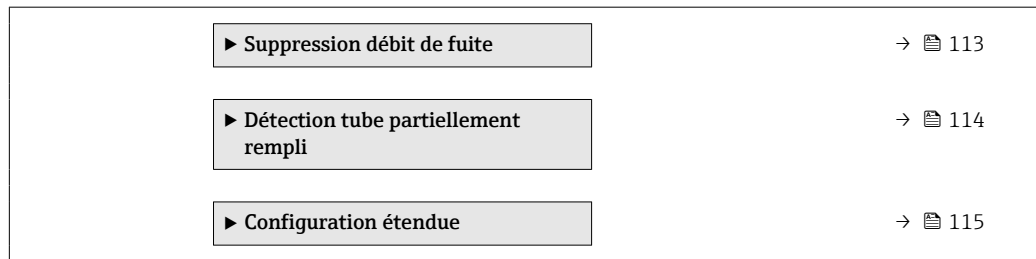 ▶ Suppression débit de fuite → 🖹 113
▶ Détection tube partiellement → 🖹 114
rempli
▶ Configuration étendue → 🖹 115